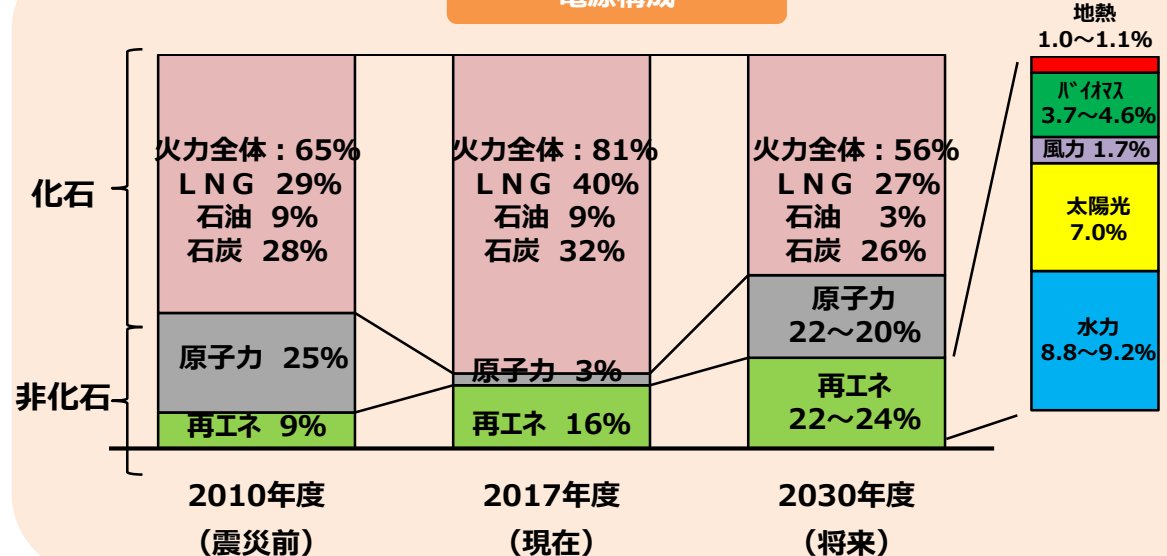 電源構成
地熱
1.0～1.1%
バイオマス
3.7～4.6%
風力 1.7%
太陽光
7.0%
水力
8.8～9.2%
化石
非化石
火力全体：65%
ＬＮＧ 29%
石油 9%
石炭 28%
原子力 25%
再エネ 9%
2010年度
（震災前）
火力全体：81%
ＬＮＧ 40%
石油 9%
石炭 32%
原子力 3%
再エネ 16%
2017年度
（現在）
火力全体：56%
ＬＮＧ 27%
石油 3%
石炭 26%
原子力
22～20%
再エネ
22～24%
2030年度
（将来）